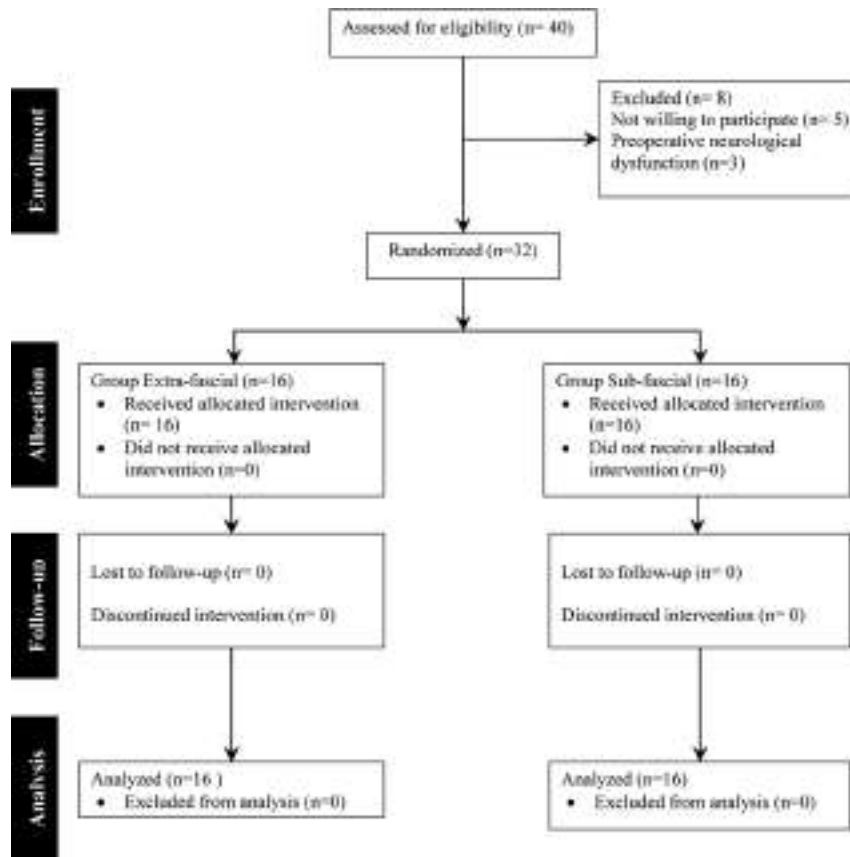 Assessed for eligibility (n= 40)
Enrollment
Excluded (n= 8)
Not willing to participate (n= 5)
Preoperative neurological
dysfunction (n=3)
Randomized (n=32)
Allocation
Group Extra-fascial (n=16)
• Received allocated intervention
(n= 16)
• Did not receive allocated
intervention (n=0)
Group Sub-fascial (n=16)
• Received allocated intervention
(n=16)
• Did not receive allocated
intervention (n=0)
Follow-up
Lost to follow-up (n= 0)
Discontinued intervention (n= 0)
Lost to follow-up (n= 0)
Discontinued intervention (n= 0)
Analysis
Analyzed (n=16 )
• Excluded from analysis (n=0)
Analyzed (n=16)
• Excluded from analysis (n=0)